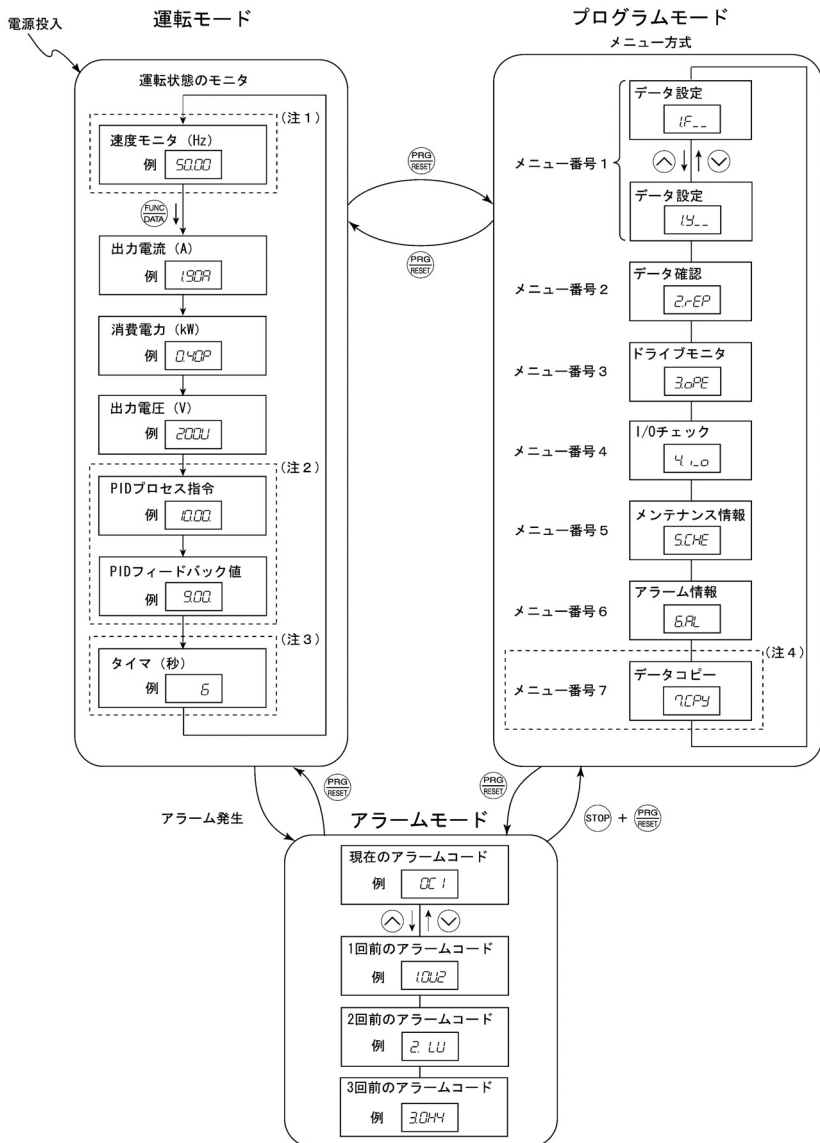 電源投入
運転モード
運転状態のモニタ
(注1)
速度モニタ (Hz)
例 50.00
FUNC
DATA
出力電流 (A)
例 1.90A
消費電力 (kW)
例 0.40P
出力電圧 (V)
例 200U
(注2)
PIDプロセス指令
例 10.00.
PIDフィードバック値
例 9.00.
(注3)
タイマ (秒)
例 6
PRG
RESET
PRG
RESET
プログラムモード
メニュー方式
メニュー番号1
データ設定
1.F__
データ設定
1.y__
メニュー番号2
データ確認
2.rEP
メニュー番号3
ドライブモニタ
3.oPE
メニュー番号4
I/Oチェック
4.i_o
メニュー番号5
メンテナンス情報
5.CHE
メニュー番号6
アラーム情報
6.AL
(注4)
メニュー番号7
データコピー
7.CPy
アラーム発生
PRG
RESET
PRG
RESET
STOP + PRG
RESET
アラームモード
現在のアラームコード
例 0C1
1回前のアラームコード
例 1.0U2
2回前のアラームコード
例 2. LU
3回前のアラームコード
例 3.0H4